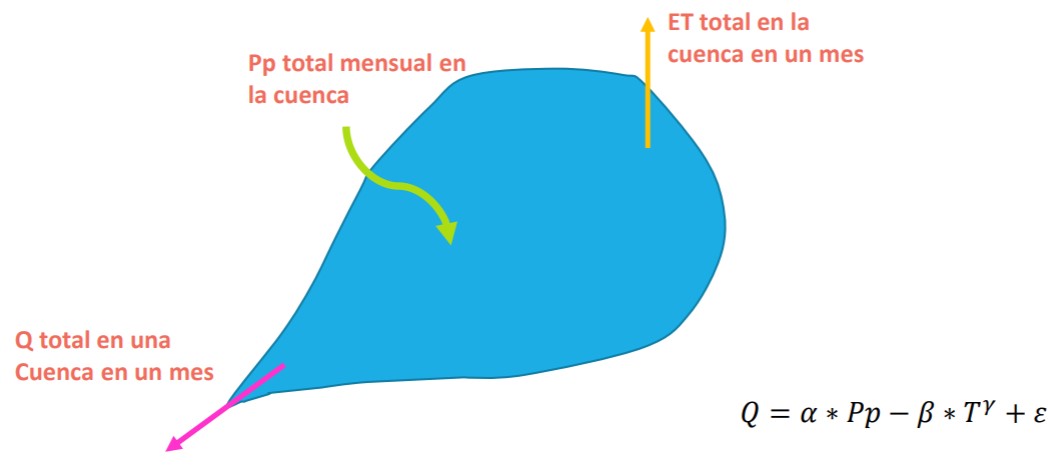 ET total en la
cuenca en un mes
Pp total mensual en
la cuenca
Q total en una
Cuenca en un mes
Q = α ∗ Pp − β ∗ T^γ + ε